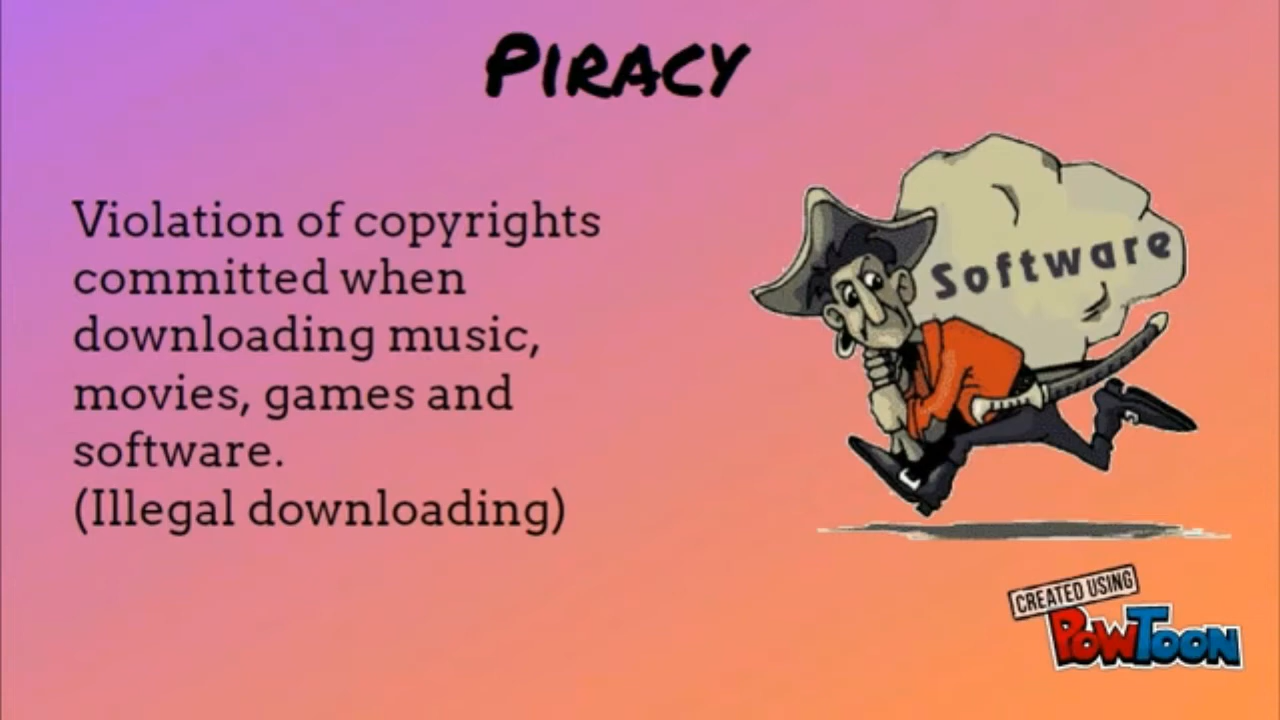 PIRACY
Violation of copyrights
committed when
downloading music,
movies, games and
software.
(Illegal downloading)
Software
CREATED USING
POWTOON